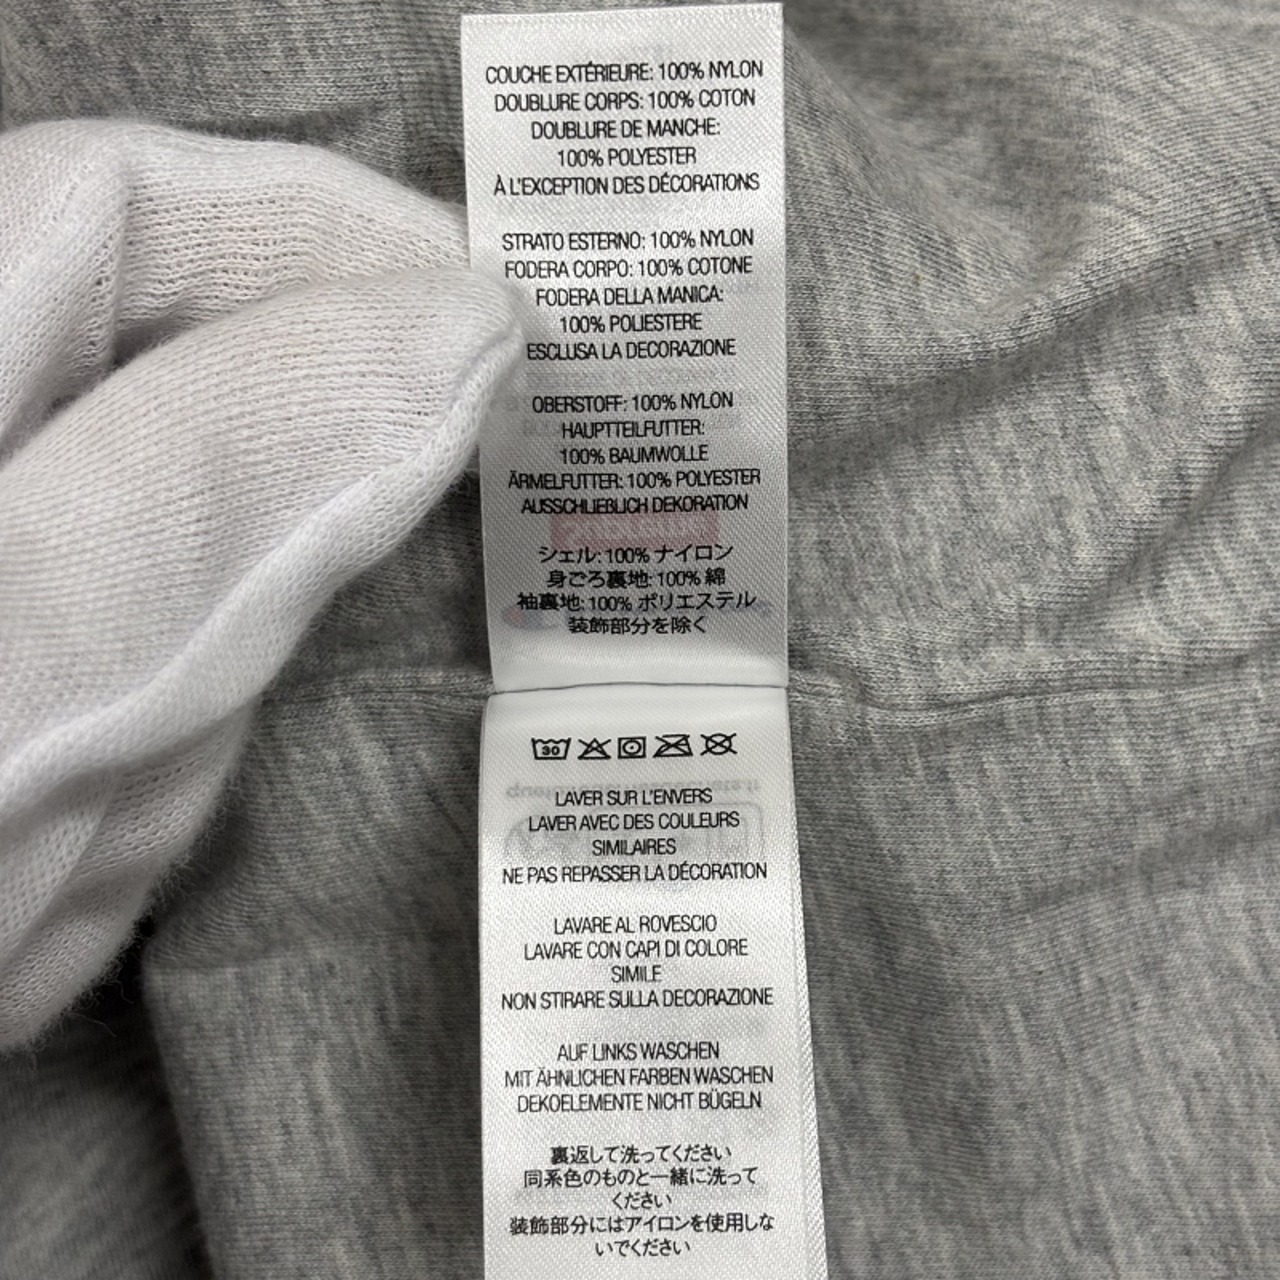 COUCHE EXTÉRIEURE: 100% NYLON
DOUBLURE CORPS: 100% COTON
DOUBLURE DE MANCHE:
100% POLYESTER
À L'EXCEPTION DES DÉCORATIONS
STRATO ESTERNO: 100% NYLON
FODERA CORPO: 100% COTONE
FODERA DELLA MANICA:
100% POLIESTERE
ESCLUSA LA DECORAZIONE
OBERSTOFF: 100% NYLON
HAUPTTEILFUTTER:
100% BAUMWOLLE
ÄRMELFUTTER: 100% POLYESTER
AUSSCHLIEßLICH DEKORATION
シェル: 100% ナイロン
身ごろ裏地: 100% 綿
袖裏地: 100% ポリエステル
装飾部分を除く
30
LAVER SUR L'ENVERS
LAVER AVEC DES COULEURS
SIMILAIRES
NE PAS REPASSER LA DÉCORATION
LAVARE AL ROVESCIO
LAVARE CON CAPI DI COLORE
SIMILE
NON STIRARE SULLA DECORAZIONE
AUF LINKS WASCHEN
MIT ÄHNLICHEN FARBEN WASCHEN
DEKOELEMENTE NICHT BÜGELN
裏返して洗ってください
同系色のものと一緒に洗って
ください
装飾部分にはアイロンを使用しな
いでください